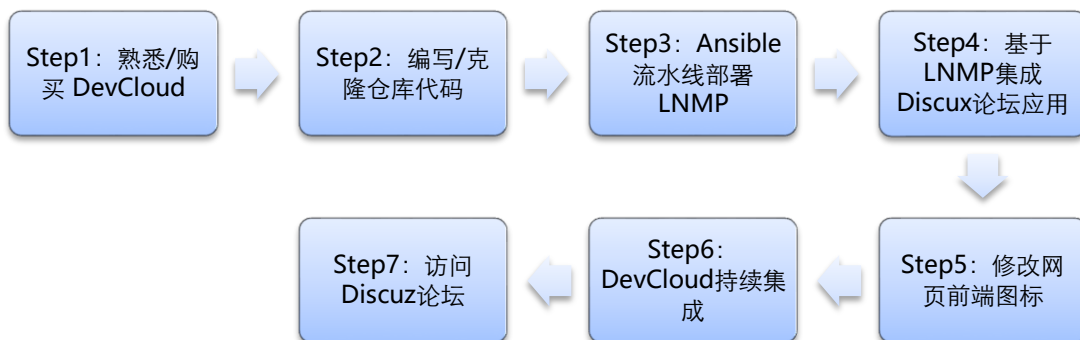 Step1：熟悉/购
买 DevCloud
Step2：编写/克
隆仓库代码
Step3：Ansible
流水线部署
LNMP
Step4：基于
LNMP集成
Discux论坛应用
Step5：修改网
页前端图标
Step6：
DevCloud持续集
成
Step7：访问
Discuz论坛